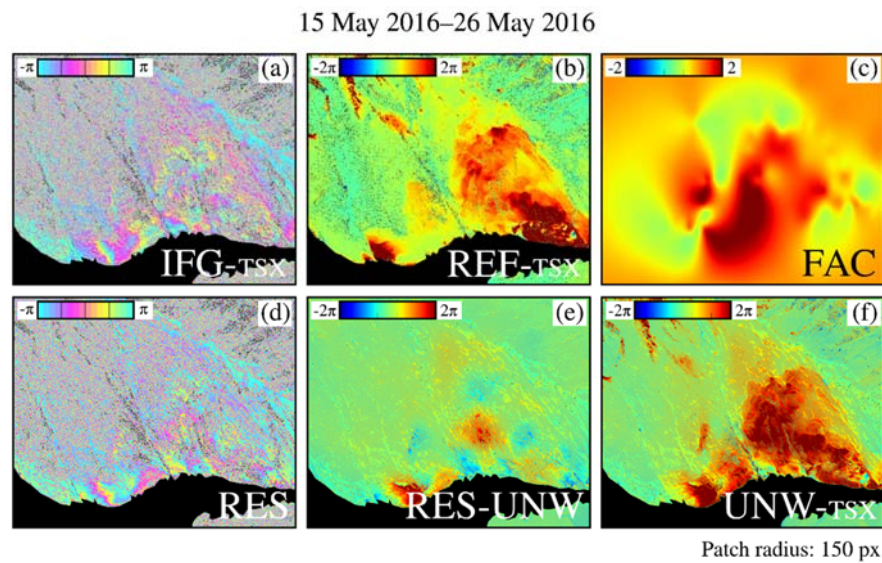 15 May 2016–26 May 2016
-π π (a)
IFG-TSX
-2π 2π (b)
REF-TSX
-2 2 (c)
FAC
-π π (d)
RES
-2π 2π (e)
RES-UNW
-2π 2π (f)
UNW-TSX
Patch radius: 150 px